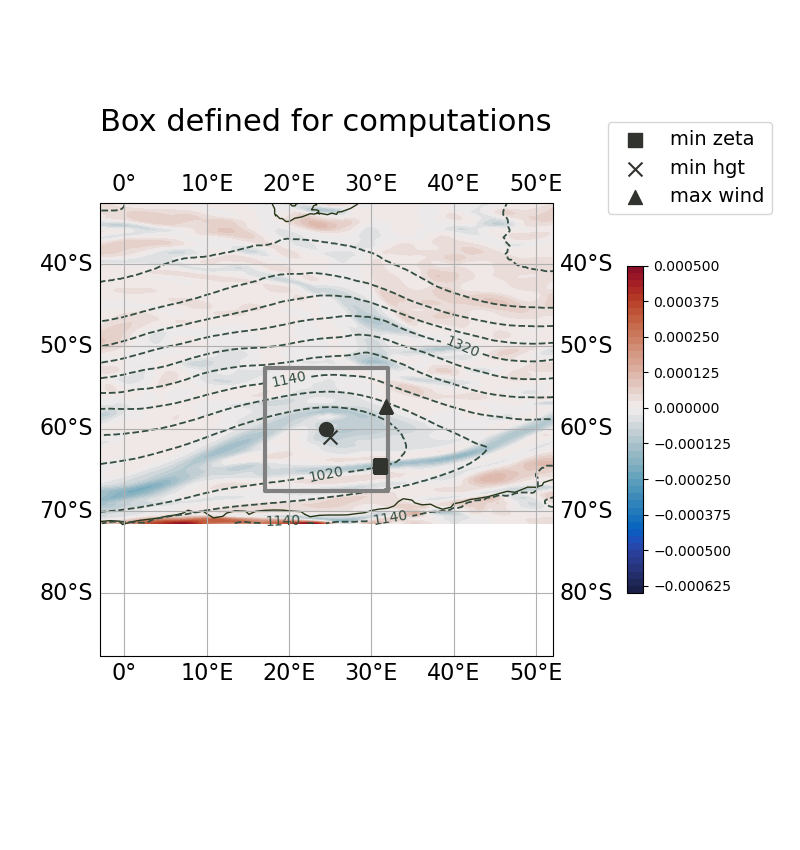 Box defined for computations
min zeta
min hgt
max wind
0° 10°E 20°E 30°E 40°E 50°E
40°S 40°S
50°S 50°S
60°S 60°S
70°S 70°S
80°S 80°S
1320
1140
1020
1140 1140
0° 10°E 20°E 30°E 40°E 50°E
0.000500
0.000375
0.000250
0.000125
0.000000
−0.000125
−0.000250
−0.000375
−0.000500
−0.000625